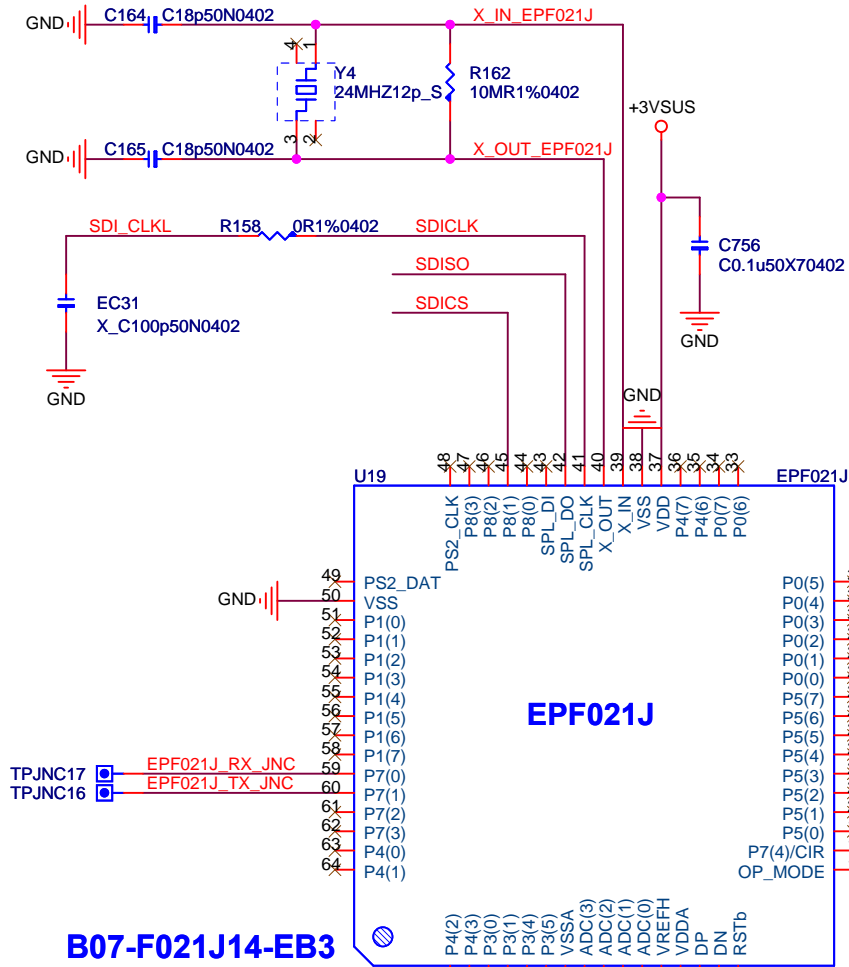 GND C164 C18p50N0402 X_IN_EPF021J
4 1
Y4
24MHZ12p_S
R162
10MR1%0402
+3VSUS
3 2
GND C165 C18p50N0402 X_OUT_EPF021J
SDI_CLKL R158 0R1%0402 SDICLK
C756
C0.1u50X70402
SDISO
EC31
X_C100p50N0402
SDICS
GND
GND
GND
48 47 46 45 44 43 42 41 40 39 38 37 36 35 34 33
U19 EPF021J
PS2_CLK P8(3) P8(2) P8(1) P8(0) SPL_DI SPL_DO SPL_CLK X_OUT X_IN VSS VDD P4(7) P4(6) P0(7) P0(6)
49 PS2_DAT P0(5)
GND 50 VSS P0(4)
51 P1(0) P0(3)
52 P1(1) P0(2)
53 P1(2) P0(1)
54 P1(3) P0(0)
55 P1(4) P5(7)
56 P1(5) P5(6)
EPF021J
57 P1(6) P5(5)
58 P1(7) P5(4)
TPJNC17 EPF021J_RX_JNC 59 P7(0) P5(3)
TPJNC16 EPF021J_TX_JNC 60 P7(1) P5(2)
61 P7(2) P5(1)
62 P7(3) P5(0)
63 P4(0) P7(4)/CIR
64 P4(1) OP_MODE
P4(2) P4(3) P3(0) P3(1) P3(4) P3(5) VSSA ADC(3) ADC(2) ADC(1) ADC(0) VREFH VDDA DP DN RSTb
B07-F021J14-EB3